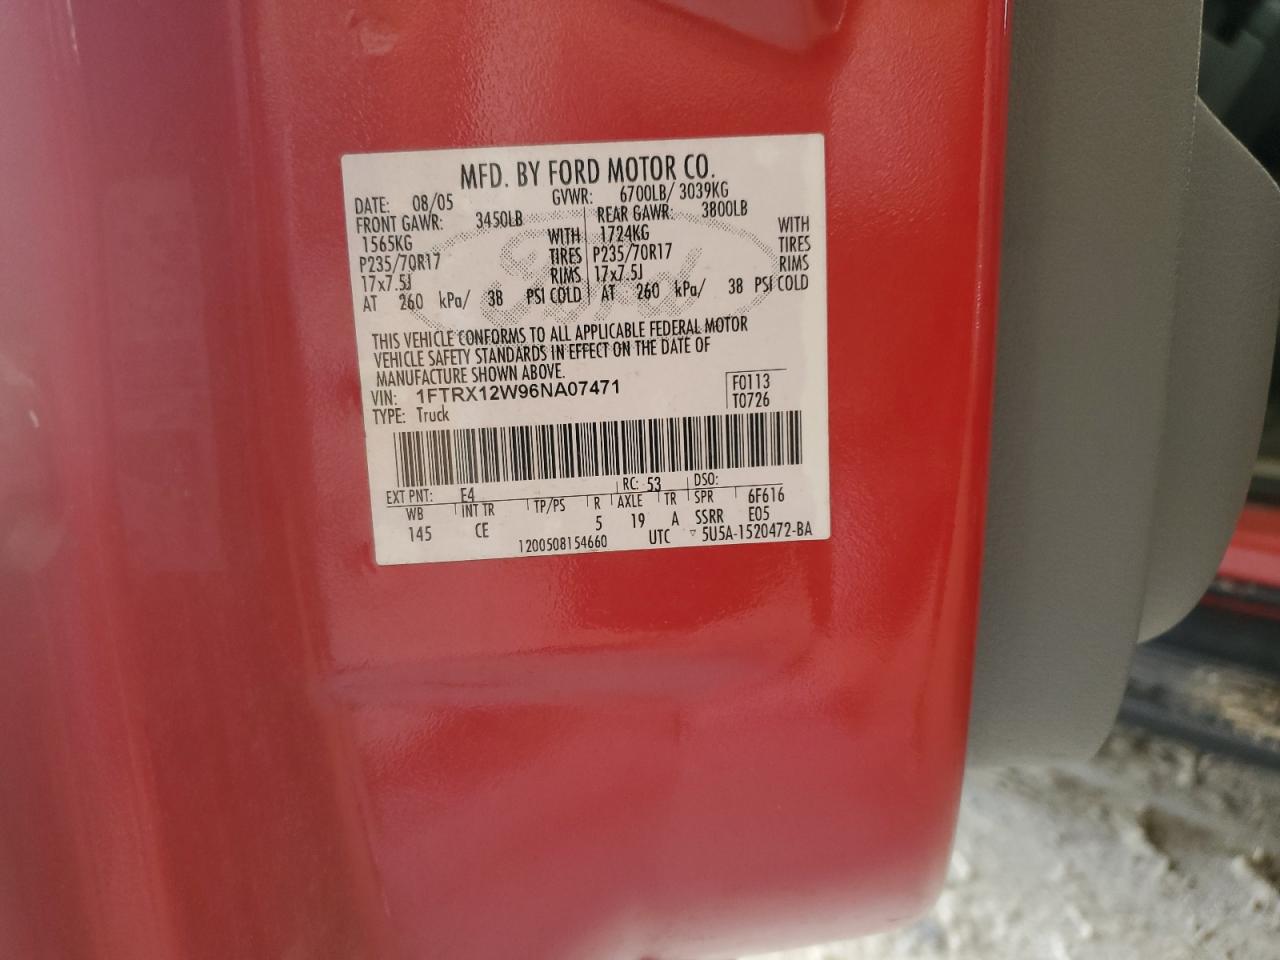 MFD. BY FORD MOTOR CO.
DATE: 08/05 GVWR: 6700LB/ 3039KG
FRONT GAWR: 3450LB REAR GAWR: 3800LB
1565KG WITH 1724KG WITH
P235/70R17 TIRES P235/70R17 TIRES
17x7.5J RIMS 17x7.5J RIMS
AT 260 kPa/ 38 PSI COLD AT 260 kPa/ 38 PSI COLD
Ford
THIS VEHICLE CONFORMS TO ALL APPLICABLE FEDERAL MOTOR
VEHICLE SAFETY STANDARDS IN EFFECT ON THE DATE OF
MANUFACTURE SHOWN ABOVE.
VIN: 1FTRX12W96NA07471 F0113
TYPE: Truck T0726
EXT PNT: E4 RC: 53 DSO:
WB INT TR TP/PS R AXLE TR SPR 6F616
145 CE 5 19 A SSRR E05
1200508154660 UTC ▽ 5U5A-1520472-BA